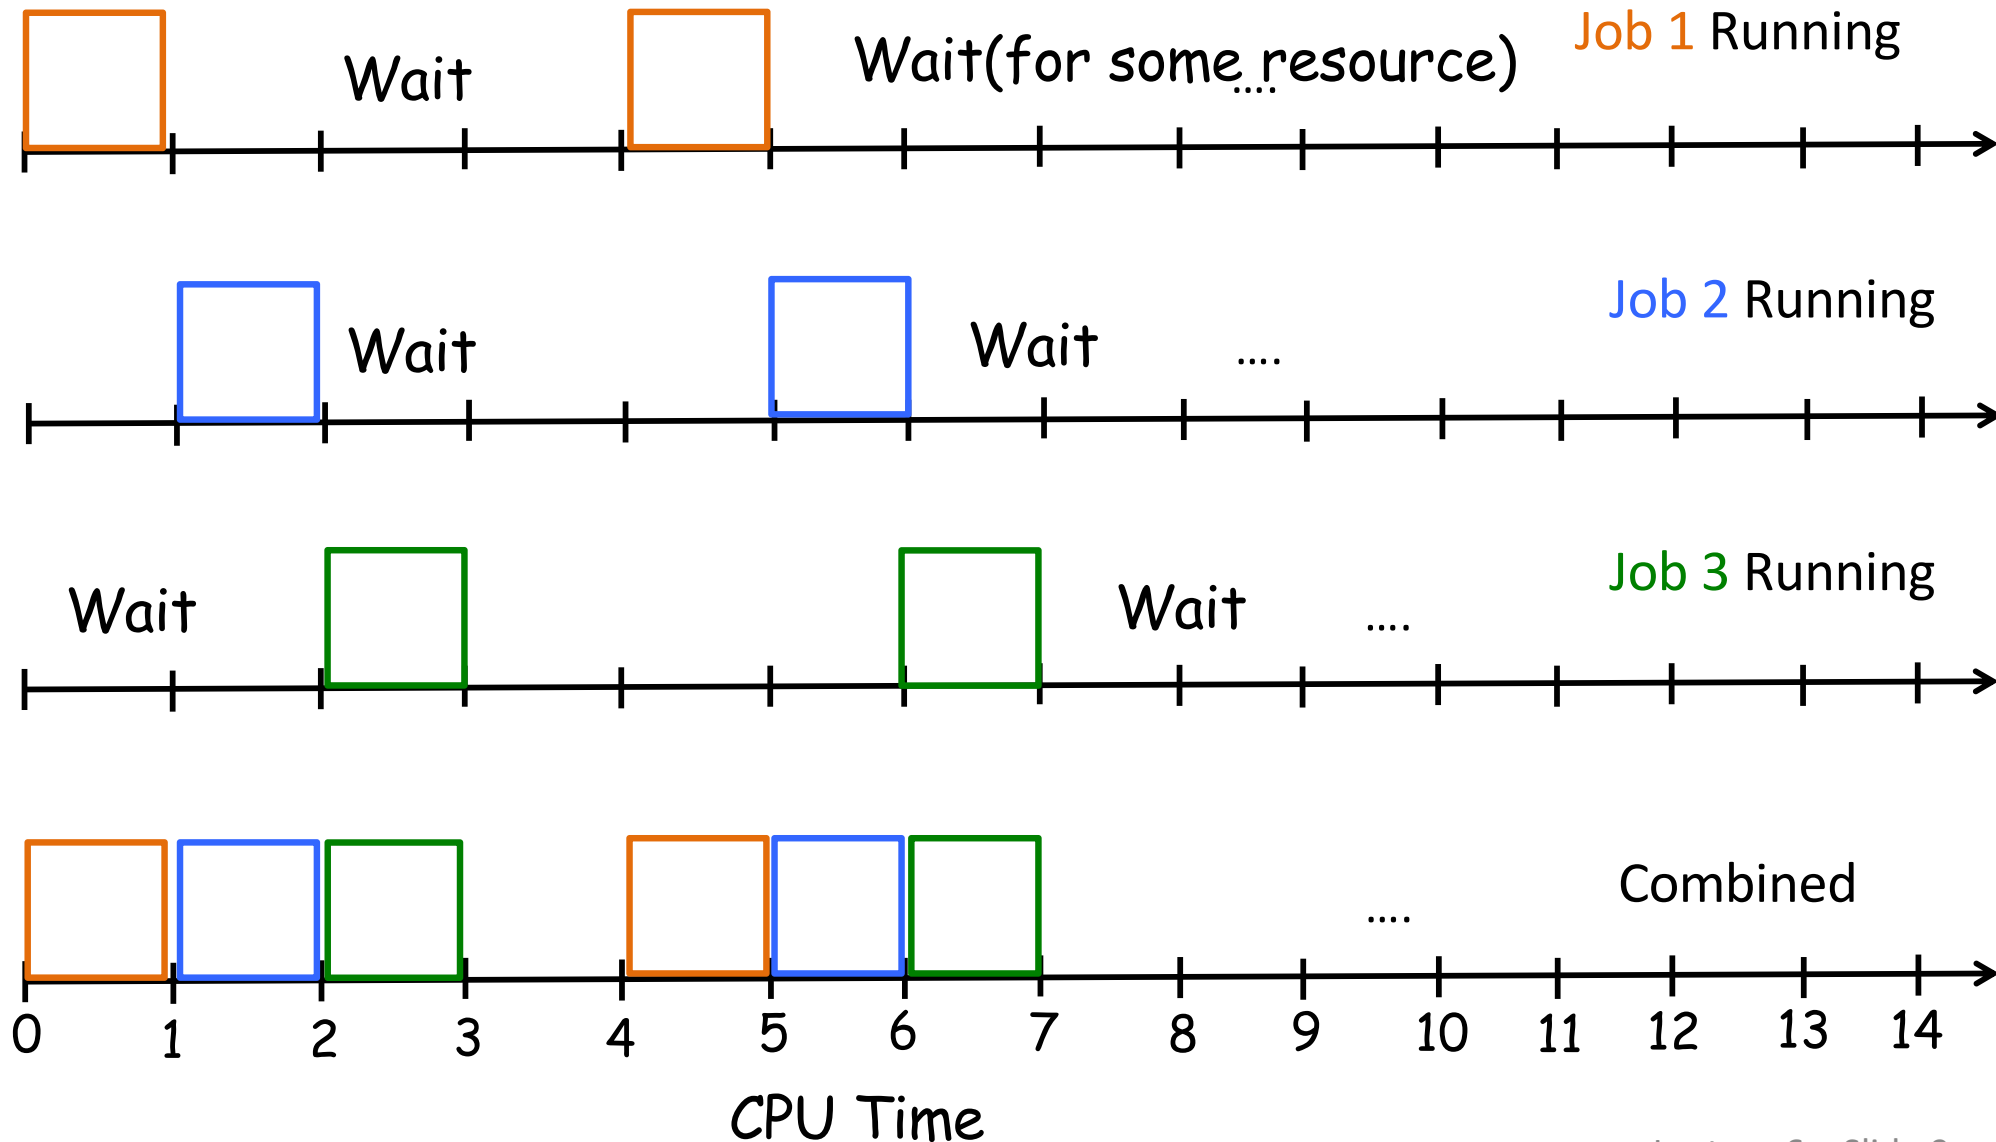 Job 1 Running
Wait
Wait(for some resource)
....
Job 2 Running
Wait
Wait
....
Job 3 Running
Wait
Wait
....
Combined
....
0 1 2 3 4 5 6 7 8 9 10 11 12 13 14
CPU Time